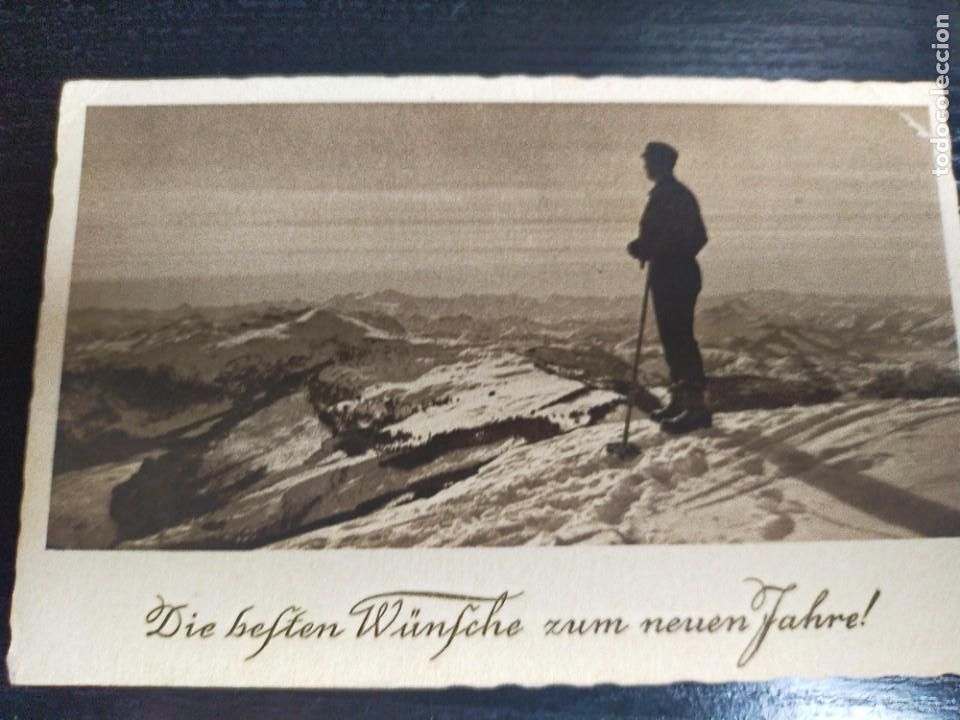 Die besten Wünsche zum neuen Jahre!
todocoleccion